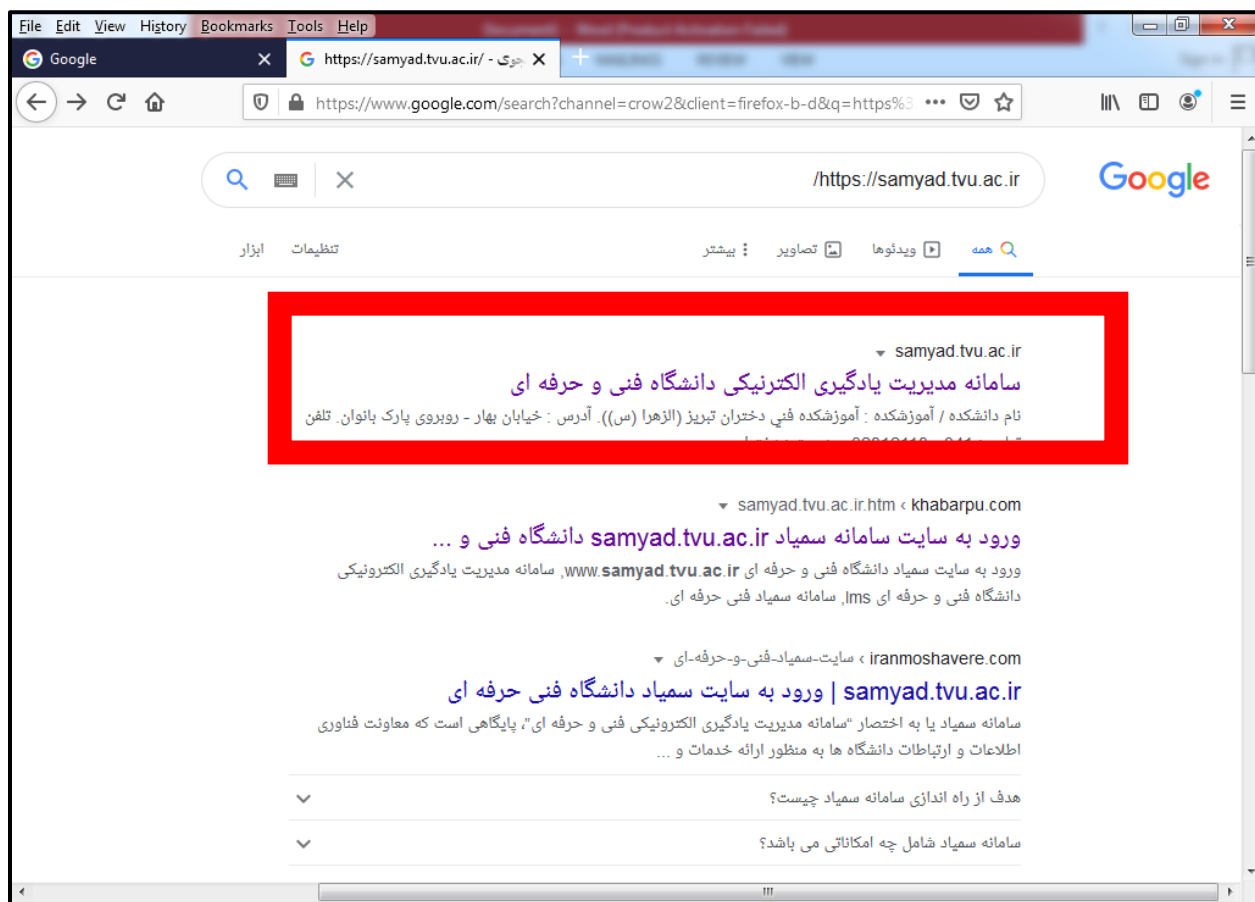 File Edit View History Bookmarks Tools Help
Google
https://samyad.tvu.ac.ir/ - جوی
https://www.google.com/search?channel=crow2&client=firefox-b-d&q=https%3
/https://samyad.tvu.ac.ir
Google
همه ویدئوها تصاویر بیشتر تنظیمات ابزار
samyad.tvu.ac.ir
سامانه مدیریت یادگیری الکترنیکی دانشگاه فنی و حرفه ای
نام دانشکده / آموزشکده : آموزشکده فني دختران تبریز (الزهرا (س)). آدرس : خیابان بهار - روبروی پارک بانوان. تلفن
samyad.tvu.ac.ir.htm ‹ khabarpu.com
ورود به سایت سامانه سمیاد samyad.tvu.ac.ir دانشگاه فنی و ...
ورود به سایت سمیاد دانشگاه فنی و حرفه ای www.samyad.tvu.ac.ir, سامانه مدیریت یادگیری الکترونیکی
دانشگاه فنی و حرفه ای lms, سامانه سمیاد فنی حرفه ای.
iranmoshavere.com › سایت-سمیاد-فنی-و-حرفه-ای
samyad.tvu.ac.ir | ورود به سایت سمیاد دانشگاه فنی حرفه ای
سامانه سمیاد یا به اختصار “سامانه مدیریت یادگیری الکترونیکی فنی و حرفه ای”، پایگاهی است که معاونت فناوری
اطلاعات و ارتباطات دانشگاه ها به منظور ارائه خدمات و ...
هدف از راه اندازی سامانه سمیاد چیست؟
سامانه سمیاد شامل چه امکاناتی می باشد؟